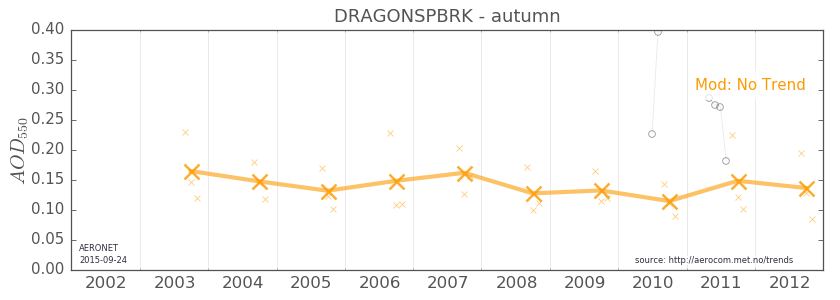 DRAGONSPBRK - autumn
0.40
0.35
0.30
0.25
0.20
0.15
0.10
0.05
0.00
AOD550
Mod: No Trend
AERONET
2015-09-24
source: http://aerocom.met.no/trends
2002 2003 2004 2005 2006 2007 2008 2009 2010 2011 2012